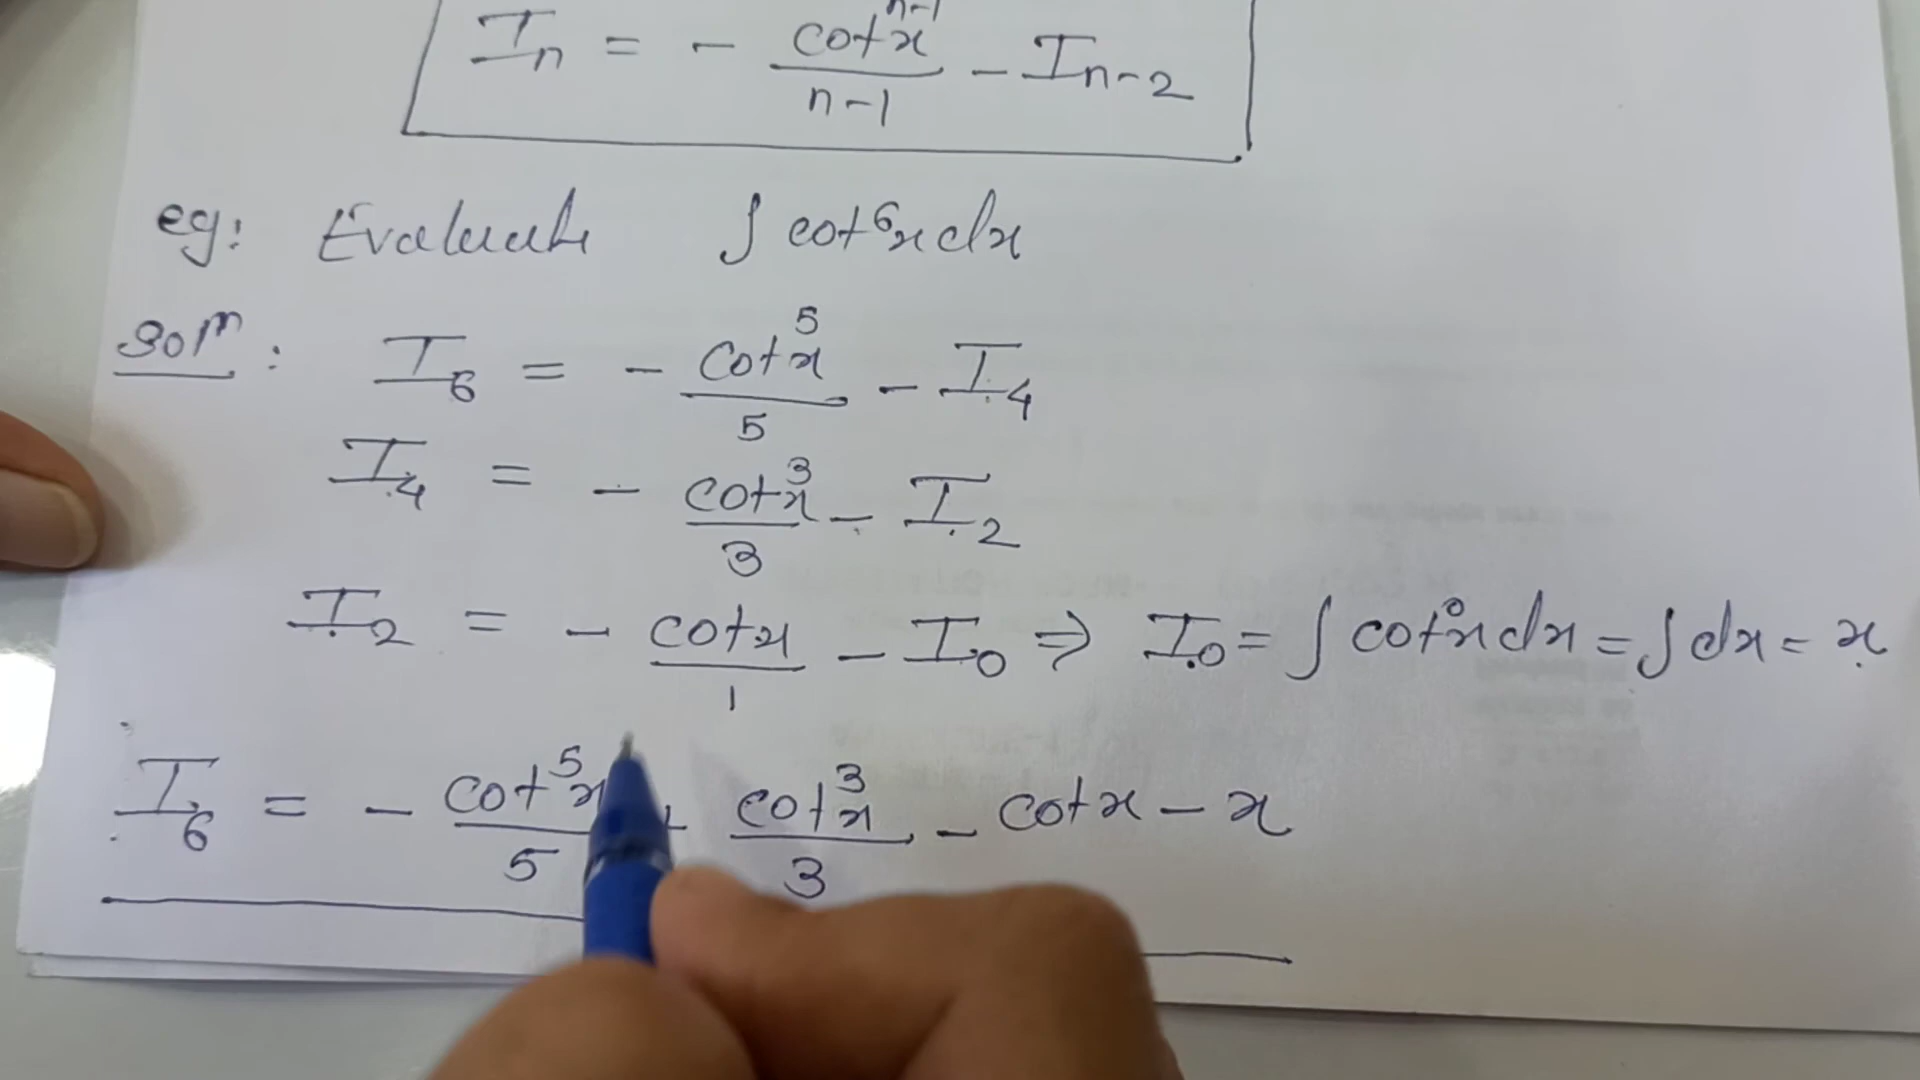 Iₙ = - cotⁿ⁻¹x / n-1 - Iₙ₋₂
eg: Evaluate ∫ cot⁶x dx
Solⁿ : I₆ = - cot⁵x / 5 - I₄
I₄ = - cot³x / 3 - I₂
I₂ = - cotx / 1 - I₀ ⇒ I₀ = ∫ cot⁰x dx = ∫ dx = x
I₆ = - cot⁵x / 5 + cot³x / 3 - cotx - x